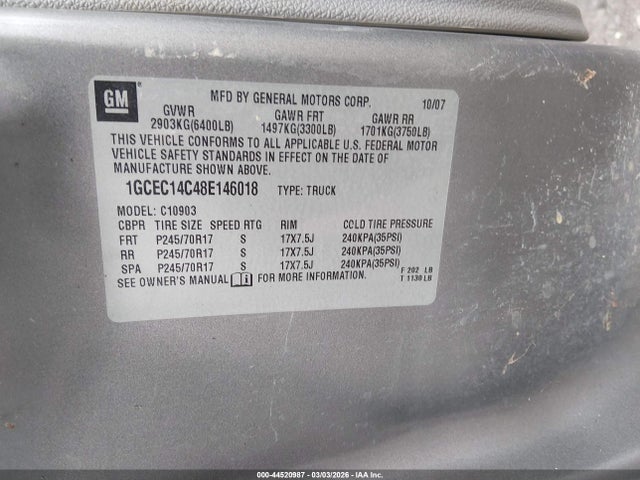 GM
MFD BY GENERAL MOTORS CORP. 10/07
GVWR GAWR FRT GAWR RR
2903KG(6400LB) 1497KG(3300LB) 1701KG(3750LB)
THIS VEHICLE CONFORMS TO ALL APPLICABLE U.S. FEDERAL MOTOR
VEHICLE SAFETY STANDARDS IN EFFECT ON THE DATE OF
MANUFACTURE SHOWN ABOVE.
1GCEC14C48E146018 TYPE: TRUCK
MODEL: C10903
CBPR TIRE SIZE SPEED RTG RIM COLD TIRE PRESSURE
FRT P245/70R17 S 17X7.5J 240KPA(35PSI)
RR P245/70R17 S 17X7.5J 240KPA(35PSI)
SPA P245/70R17 S 17X7.5J 240KPA(35PSI)
SEE OWNER'S MANUAL FOR MORE INFORMATION.
F 202 LB
T 1130 LB
000-44520987 - 03/03/2026 - IAA, LLC.